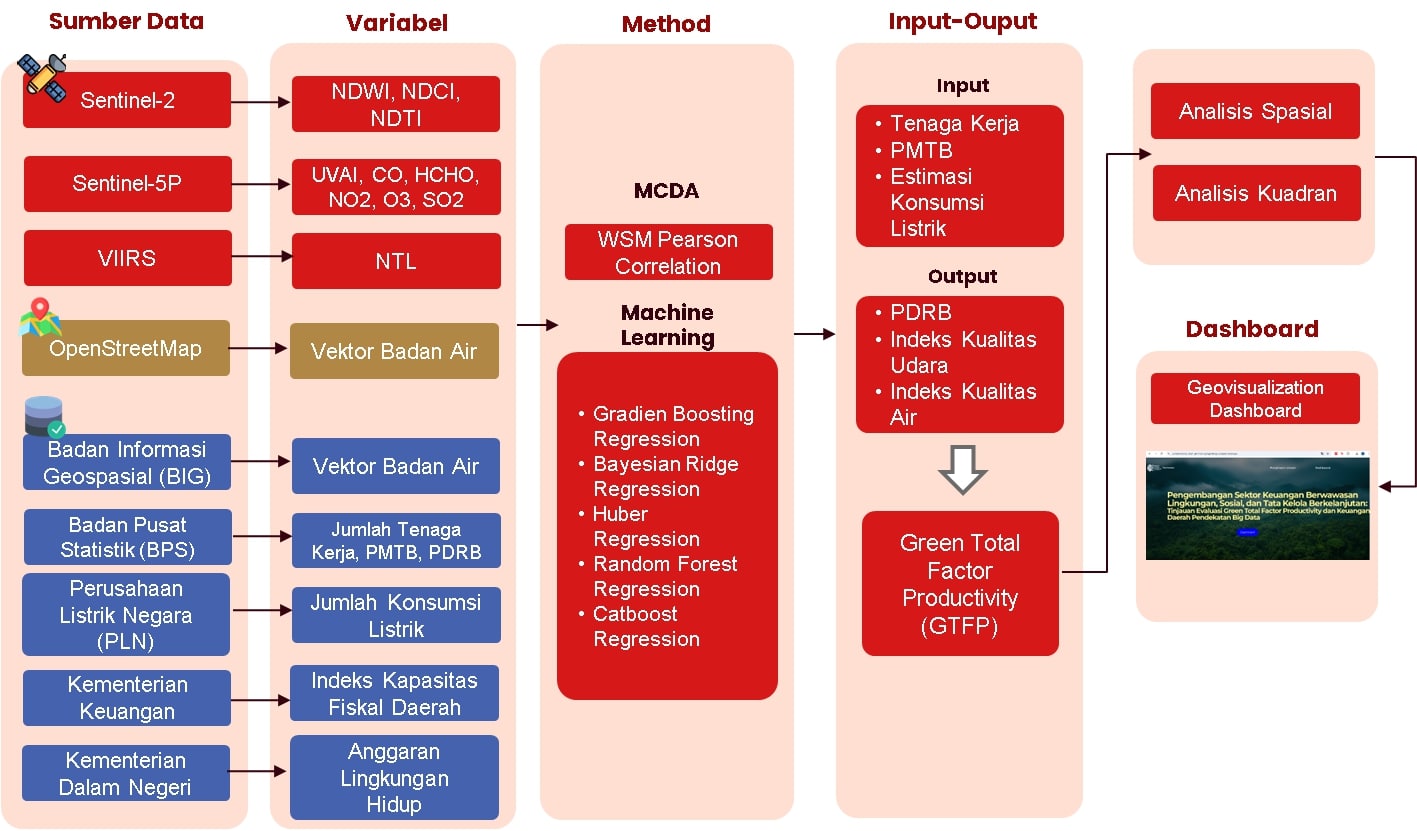 Sumber Data
Sentinel-2
Sentinel-5P
VIIRS
OpenStreetMap
Badan Informasi
Geospasial (BIG)
Badan Pusat
Statistik (BPS)
Perusahaan
Listrik Negara
(PLN)
Kementerian
Keuangan
Kementerian
Dalam Negeri
Variabel
NDWI, NDCI,
NDTI
UVAI, CO, HCHO,
NO2, O3, SO2
NTL
Vektor Badan Air
Vektor Badan Air
Jumlah Tenaga
Kerja, PMTB, PDRB
Jumlah Konsumsi
Listrik
Indeks Kapasitas
Fiskal Daerah
Anggaran
Lingkungan
Hidup
Method
MCDA
WSM Pearson
Correlation
Machine
Learning
• Gradien Boosting
Regression
• Bayesian Ridge
Regression
• Huber
Regression
• Random Forest
Regression
• Catboost
Regression
Input-Ouput
Input
• Tenaga Kerja
• PMTB
• Estimasi
Konsumsi
Listrik
Output
• PDRB
• Indeks Kualitas
Udara
• Indeks Kualitas
Air
Green Total
Factor
Productivity
(GTFP)
Analisis Spasial
Analisis Kuadran
Dashboard
Geovisualization
Dashboard
Pengembangan Sektor Keuangan Berwawasan
Lingkungan, Sosial, dan Tata Kelola Berkelanjutan:
Tinjauan Evaluasi Green Total Factor Productivity dan Keuangan
Daerah Pendekatan Big Data